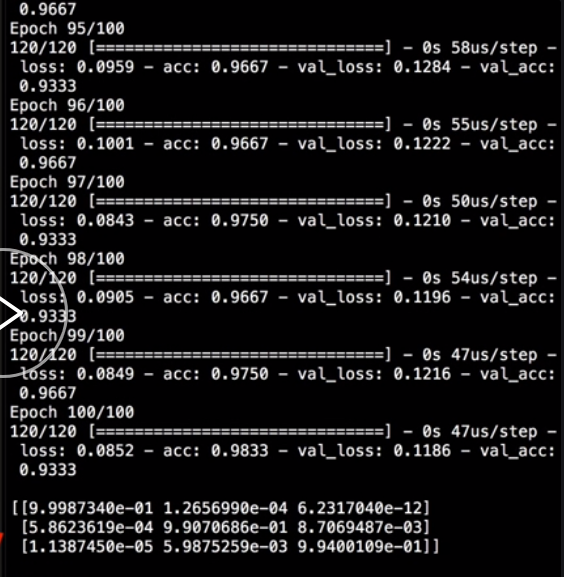 0.9667
Epoch 95/100
120/120 [==============================] - 0s 58us/step -
loss: 0.0959 - acc: 0.9667 - val_loss: 0.1284 - val_acc:
0.9333
Epoch 96/100
120/120 [==============================] - 0s 55us/step -
loss: 0.1001 - acc: 0.9667 - val_loss: 0.1222 - val_acc:
0.9667
Epoch 97/100
120/120 [==============================] - 0s 50us/step -
loss: 0.0843 - acc: 0.9750 - val_loss: 0.1210 - val_acc:
0.9333
Epoch 98/100
120/120 [==============================] - 0s 54us/step -
loss: 0.0905 - acc: 0.9667 - val_loss: 0.1196 - val_acc:
0.9333
Epoch 99/100
120/120 [==============================] - 0s 47us/step -
loss: 0.0849 - acc: 0.9750 - val_loss: 0.1216 - val_acc:
0.9667
Epoch 100/100
120/120 [==============================] - 0s 47us/step -
loss: 0.0852 - acc: 0.9833 - val_loss: 0.1186 - val_acc:
0.9333
[[9.9987340e-01 1.2656990e-04 6.2317040e-12]
[5.8623619e-04 9.9070686e-01 8.7069487e-03]
[1.1387450e-05 5.9875259e-03 9.9400109e-01]]